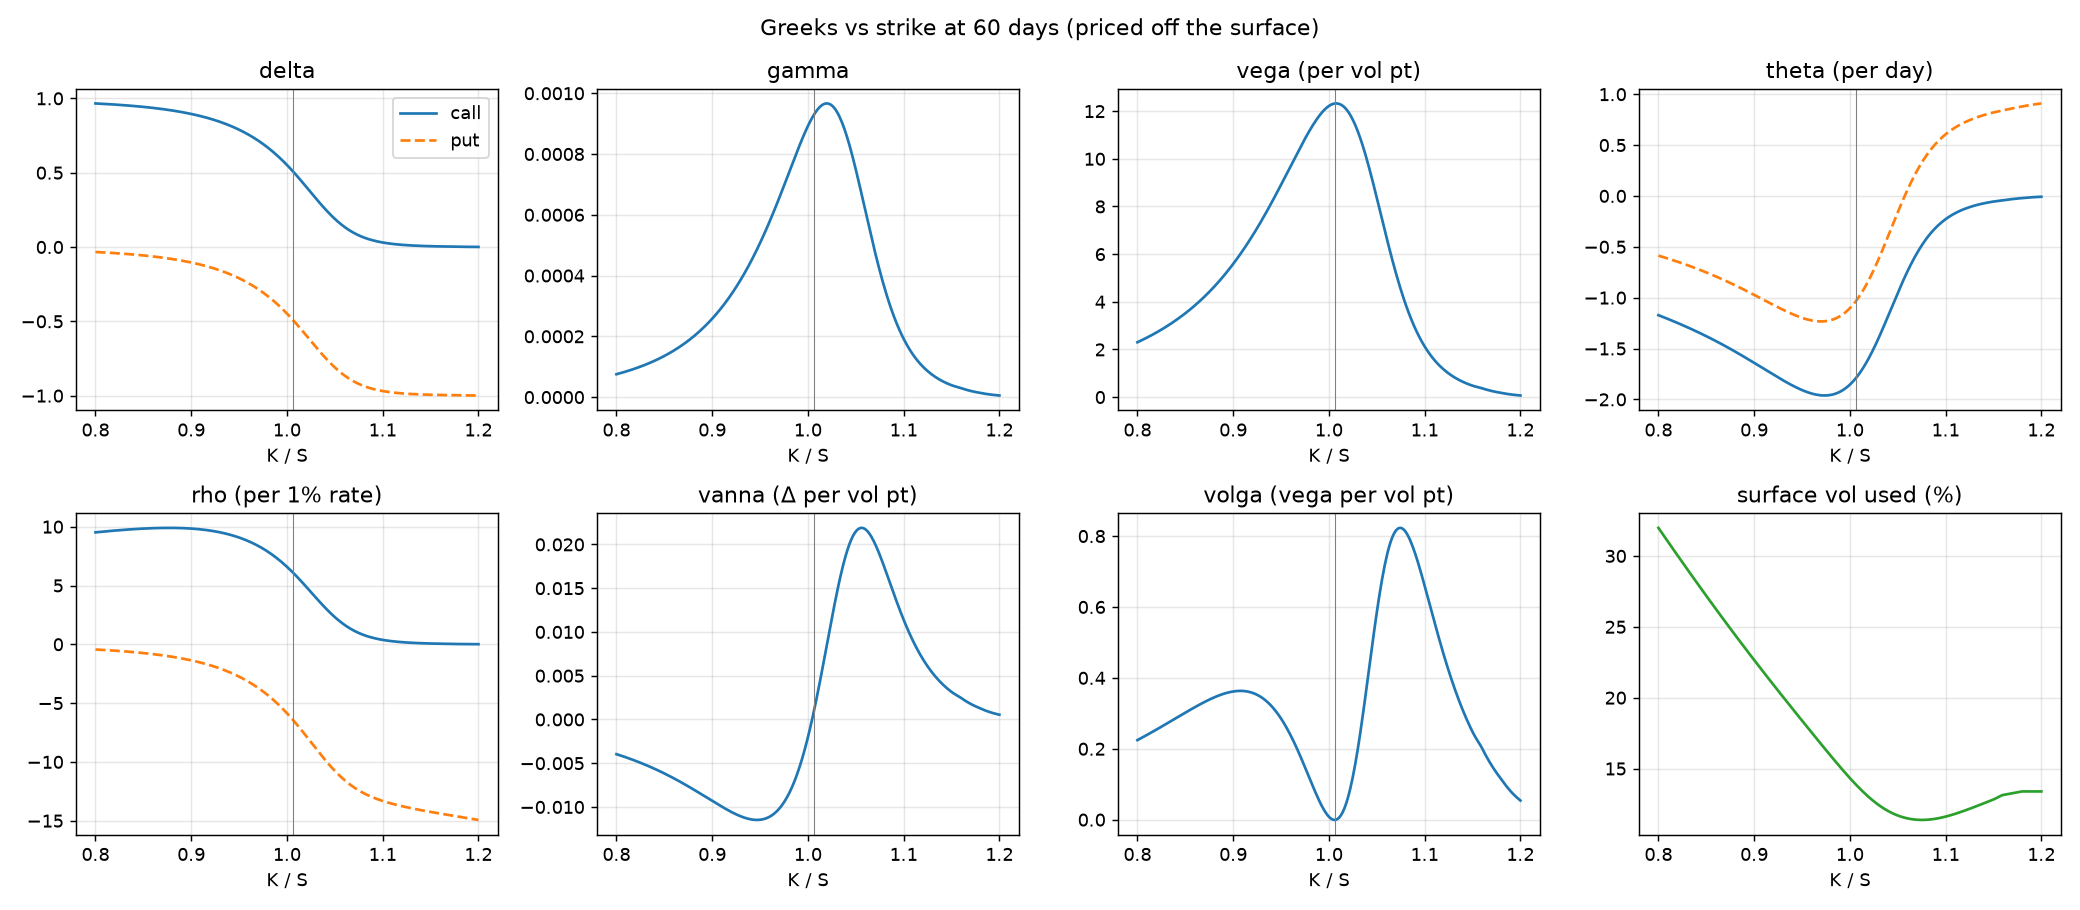 Greeks vs strike at 60 days (priced off the surface)
delta
1.0
0.5
0.0
−0.5
−1.0
call
put
0.8 0.9 1.0 1.1 1.2
K / S
gamma
0.0010
0.0008
0.0006
0.0004
0.0002
0.0000
0.8 0.9 1.0 1.1 1.2
K / S
vega (per vol pt)
12
10
8
6
4
2
0
0.8 0.9 1.0 1.1 1.2
K / S
theta (per day)
1.0
0.5
0.0
−0.5
−1.0
−1.5
−2.0
0.8 0.9 1.0 1.1 1.2
K / S
rho (per 1% rate)
10
5
0
−5
−10
−15
0.8 0.9 1.0 1.1 1.2
K / S
vanna (Δ per vol pt)
0.020
0.015
0.010
0.005
0.000
−0.005
−0.010
0.8 0.9 1.0 1.1 1.2
K / S
volga (vega per vol pt)
0.8
0.6
0.4
0.2
0.0
0.8 0.9 1.0 1.1 1.2
K / S
surface vol used (%)
30
25
20
15
0.8 0.9 1.0 1.1 1.2
K / S